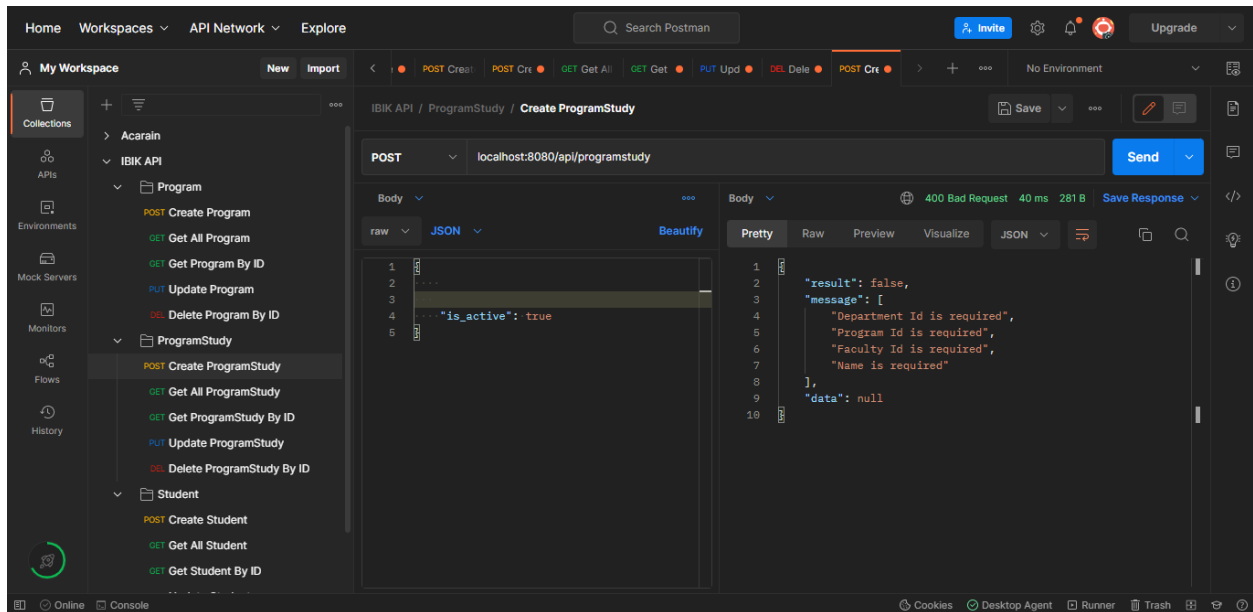 Home Workspaces API Network Explore Search Postman Invite Upgrade
My Workspace New Import POST Creat POST Cre GET Get All GET Get PUT Upd DEL Dele POST Cre No Environment
Collections
APIs
Environments
Mock Servers
Monitors
Flows
History
Acarain
IBIK API
Program
POST Create Program
GET Get All Program
GET Get Program By ID
PUT Update Program
DEL Delete Program By ID
ProgramStudy
POST Create ProgramStudy
GET Get All ProgramStudy
GET Get ProgramStudy By ID
PUT Update ProgramStudy
DEL Delete ProgramStudy By ID
Student
POST Create Student
GET Get All Student
GET Get Student By ID
IBIK API / ProgramStudy / Create ProgramStudy Save
POST localhost:8080/api/programstudy Send
Body
raw JSON Beautify
1 {
2
3
4 "is_active": true
5 }
Body 400 Bad Request 40 ms 281 B Save Response
Pretty Raw Preview Visualize JSON
1 {
2 "result": false,
3 "message": [
4 "Department Id is required",
5 "Program Id is required",
6 "Faculty Id is required",
7 "Name is required"
8 ],
9 "data": null
10 }
Online Console Cookies Desktop Agent Runner Trash